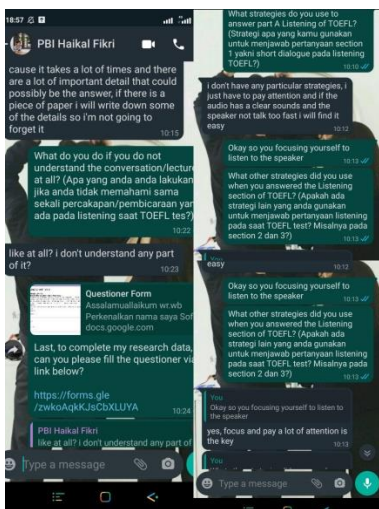 18:57
PBI Haikal Fikri
cause it takes a lot of times and there
are a lot of important detail that could
possibly be the answer, if there is a
piece of paper i will write down some
of the details so i'm not going to
forget it
10:15
What do you do if you do not
understand the conversation/lecture
at all? (Apa yang anda anda lakukan
jika anda tidak memahami sama
sekali percakapan/pembicaraan yan
ada pada listening saat TOEFL tes?)
10:22
like at all? i don't understand any part
of it?
10:23
Questioner Form
Assalamuallaikum wr.wb
Perkenalkan nama saya Sof
docs.google.com
Last, to complete my research data,
can you please fill the questioner via
link below?
https://forms.gle
/zwkoAqkKJsCbXLUYA
10:24
PBI Haikal Fikri
like at all? i don't understand any part of
Type a message
What strategies do you use to
answer part A Listening of TOEFL?
(Strategi apa yang kamu gunakan
untuk menjawab pertanyaan section
1 yakni short dialogue pada listening
TOEFL?)
10:10
i don't have any particular strategies, i
just have to pay attention and if the
audio has a clear sounds and the
speaker not talk too fast i will find it
easy
10:12
Okay so you focusing yourself to
listen to the speaker
10:13
What other strategies did you use
when you answered the Listening
section of TOEFL? (Apakah ada
strategi lain yang anda gunakan
untuk menjawab pertanyaan listening
pada saat TOEFL test? Misalnya pada
section 2 dan 3?)
10:13
You
easy
10:12
Okay so you focusing yourself to
listen to the speaker
10:13
What other strategies did you use
when you answered the Listening
section of TOEFL? (Apakah ada
strategi lain yang anda gunakan
untuk menjawab pertanyaan listening
pada saat TOEFL test? Misalnya pada
section 2 dan 3?)
10:13
You
Okay so you focusing yourself to listen to
the speaker
yes, focus and pay a lot of attention is
the key
10:13
You
Type a message